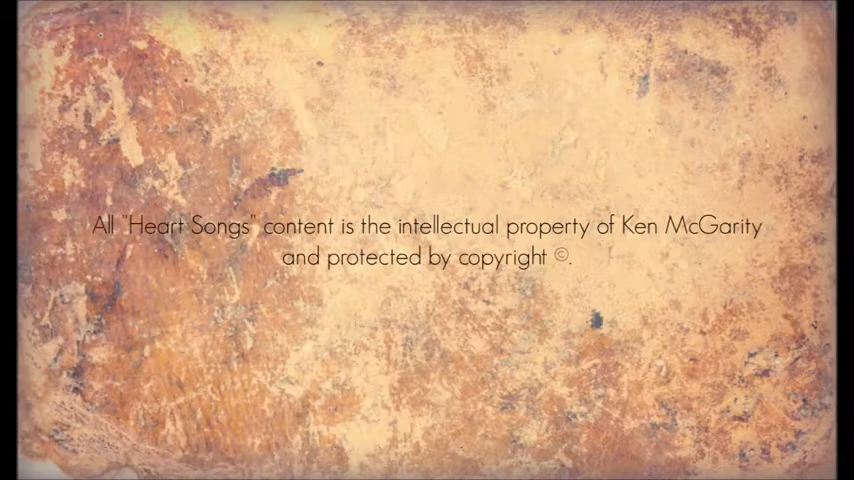 All "Heart Songs" content is the intellectual property of Ken McGarity
and protected by copyright ©.